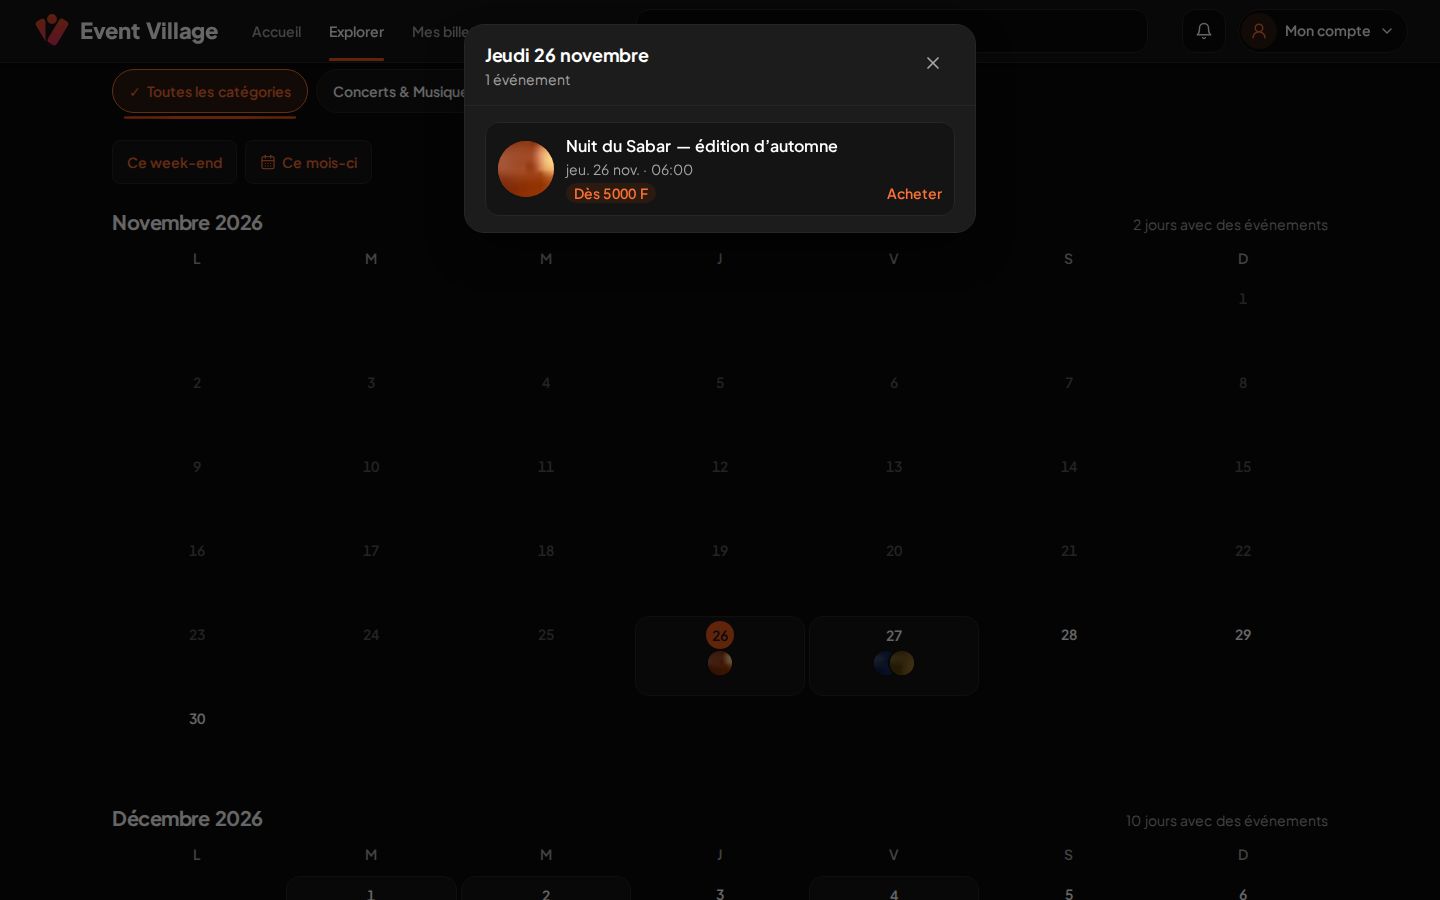 Event Village
Accueil
Explorer
Mes
Mon compte
Jeudi 26 novembre
1 événement
✓ Toutes les catégories
Concerts & Musique
Nuit du Sabar — édition d’automne
jeu. 26 nov. · 06:00
Dès 5000 F
Acheter
Ce week-end
Ce mois-ci
Novembre 2026
2 jours avec des événements
L M M J V S D
1
2 3 4 5 6 7 8
9 10 11 12 13 14 15
16 17 18 19 20 21 22
23 24 25 26 27 28 29
30
Décembre 2026
10 jours avec des événements
L M M J V S D
1 2 3 4 5 6